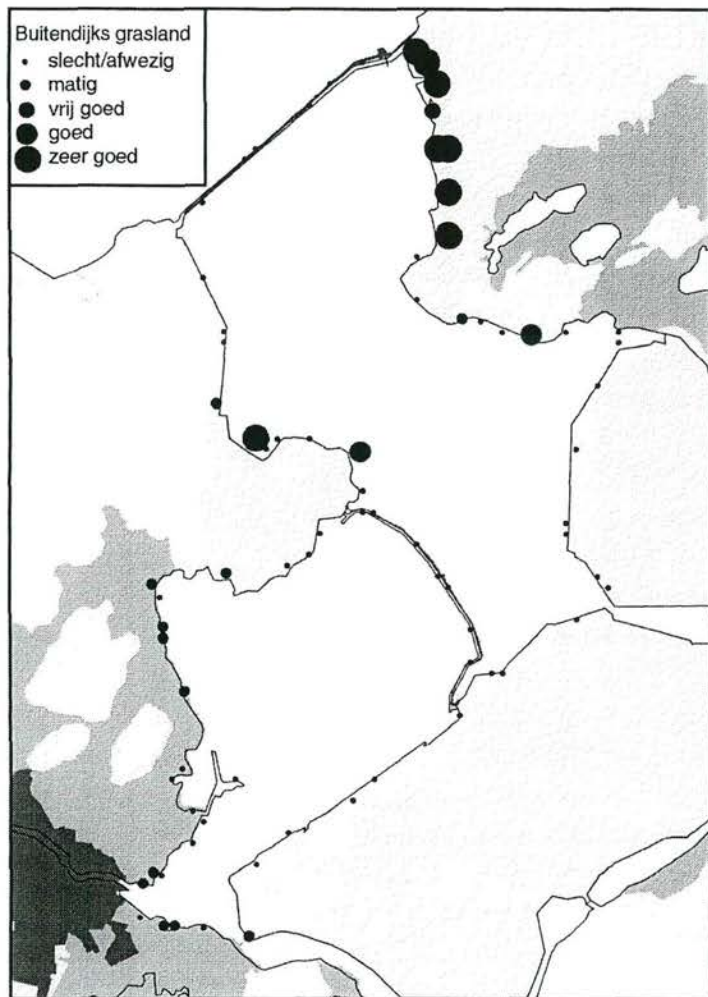 Buitendijks grasland
slecht/afwezig
matig
vrij goed
goed
zeer goed